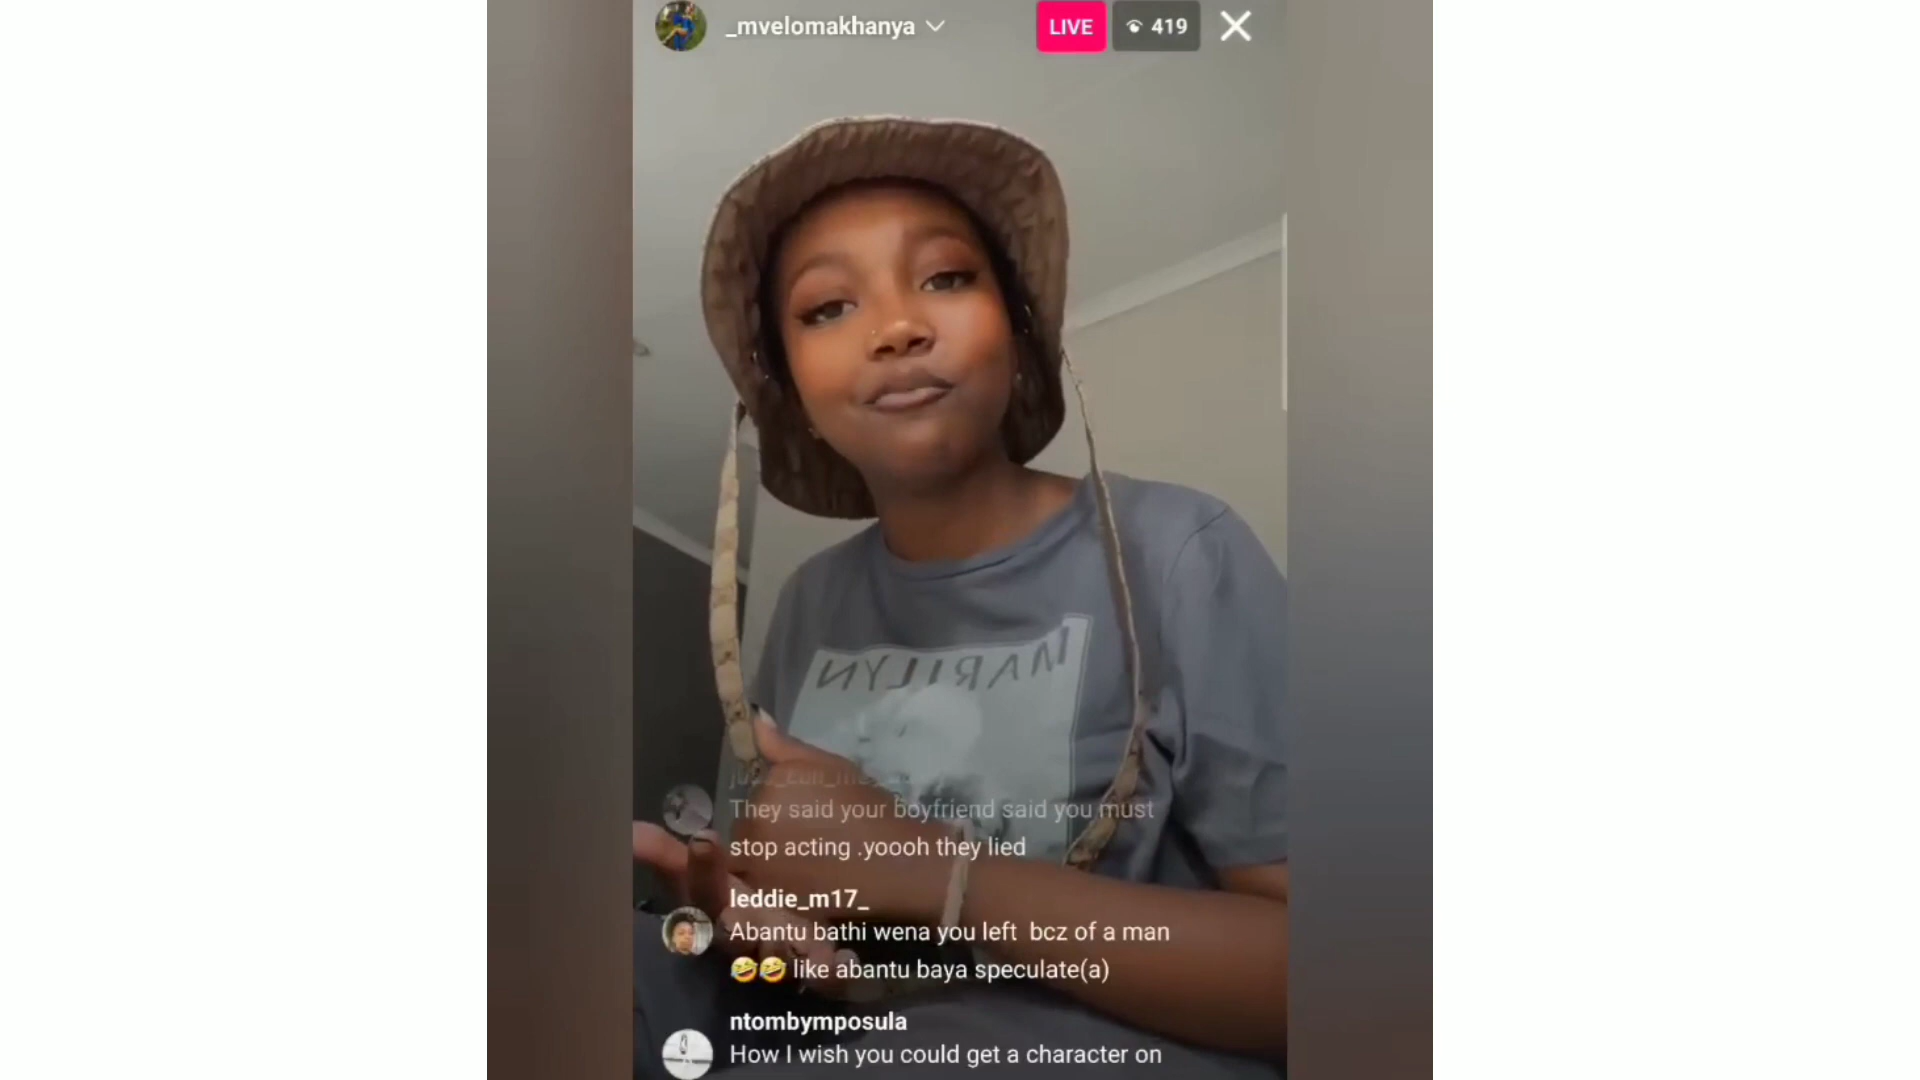 _mvelomakhanya
LIVE
419
MARILYN
They said your boyfriend said you must
stop acting .yoooh they lied
leddie_m17_
Abantu bathi wena you left bcz of a man
🤣🤣 like abantu baya speculate(a)
ntombymposula
How I wish you could get a character on